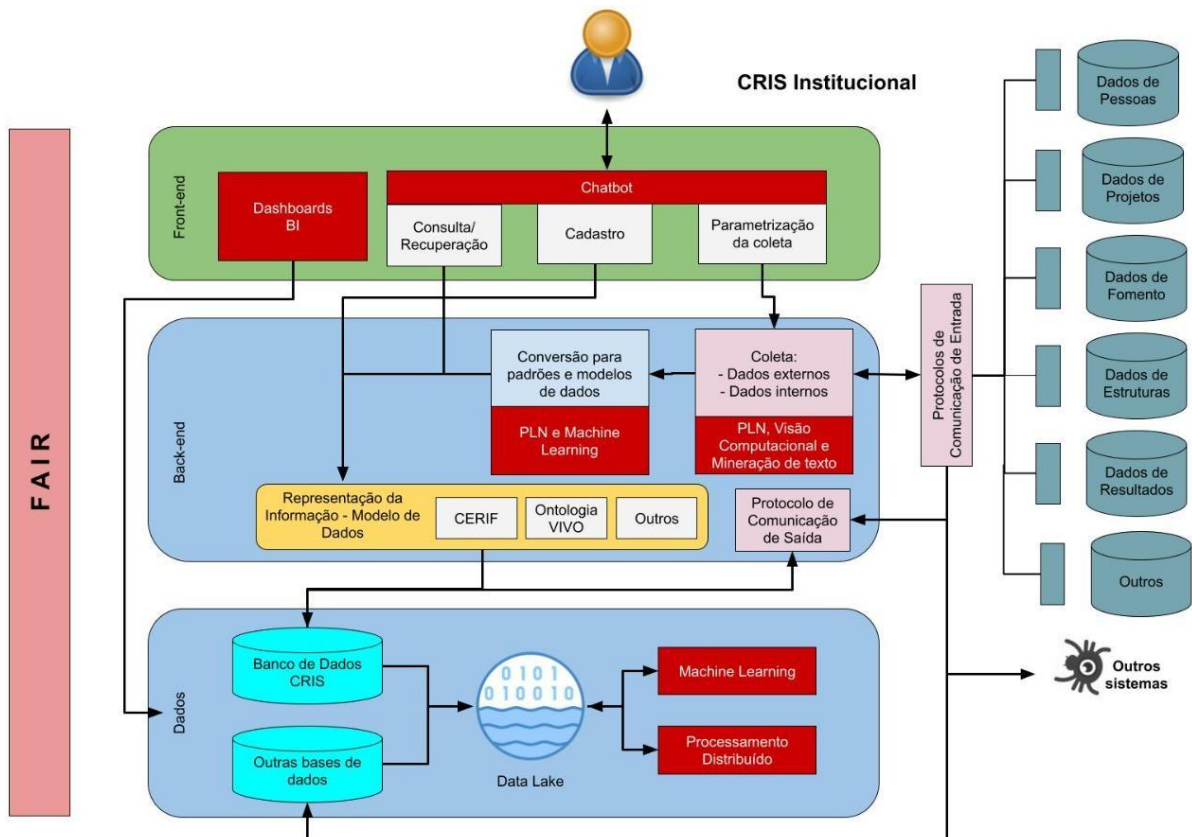 CRIS Institucional
FAIR
Front-end
Dashboards
BI
Chatbot
Consulta/
Recuperação
Cadastro
Parametrização
da coleta
Back-end
Conversão para
padrões e modelos
de dados
PLN e Machine
Learning
Coleta:
- Dados externos
- Dados internos
PLN, Visão
Computacional e
Mineração de texto
Representação da
Informação - Modelo de
Dados
CERIF
Ontologia
VIVO
Outros
Protocolo de
Comunicação
de Saída
Protocolos de
Comunicação de Entrada
Dados de
Pessoas
Dados de
Projetos
Dados de
Fomento
Dados de
Estruturas
Dados de
Resultados
Outros
Outros
sistemas
Dados
Banco de Dados
CRIS
Outras bases de
dados
0101
010010
Data Lake
Machine Learning
Processamento
Distribuído